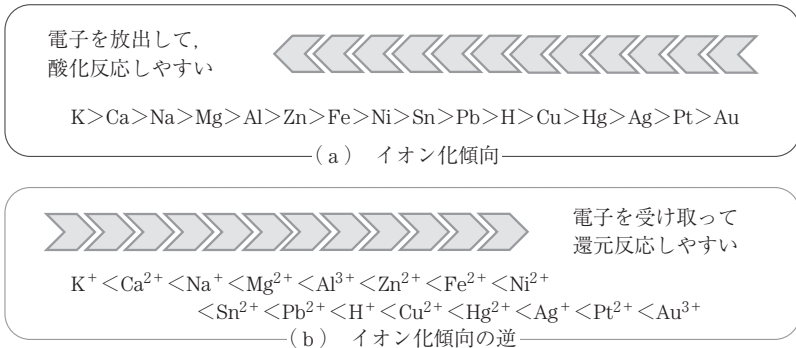 電子を放出して，
酸化反応しやすい
K＞Ca＞Na＞Mg＞Al＞Zn＞Fe＞Ni＞Sn＞Pb＞H＞Cu＞Hg＞Ag＞Pt＞Au
（a） イオン化傾向
電子を受け取って
還元反応しやすい
K⁺＜Ca²⁺＜Na⁺＜Mg²⁺＜Al³⁺＜Zn²⁺＜Fe²⁺＜Ni²⁺
＜Sn²⁺＜Pb²⁺＜H⁺＜Cu²⁺＜Hg²⁺＜Ag⁺＜Pt²⁺＜Au³⁺
（b） イオン化傾向の逆